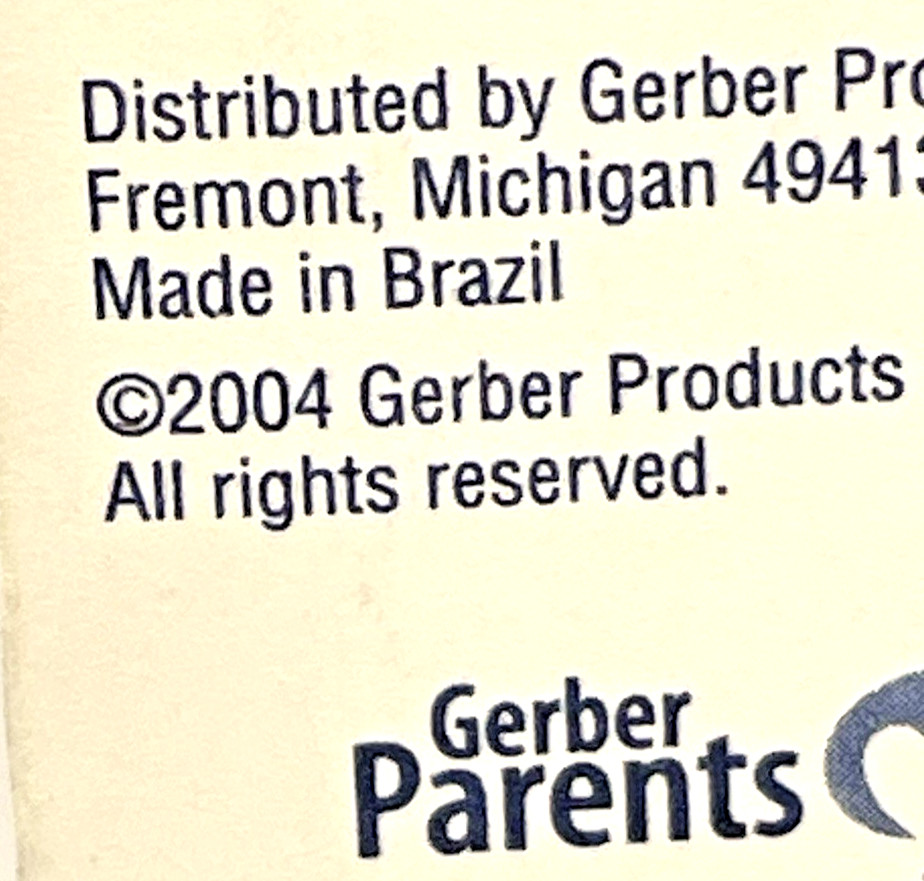 Distributed by Gerber
Fremont, Michigan
Made in Brazil
©2004 Gerber Products
All rights reserved.
Gerber
Parents